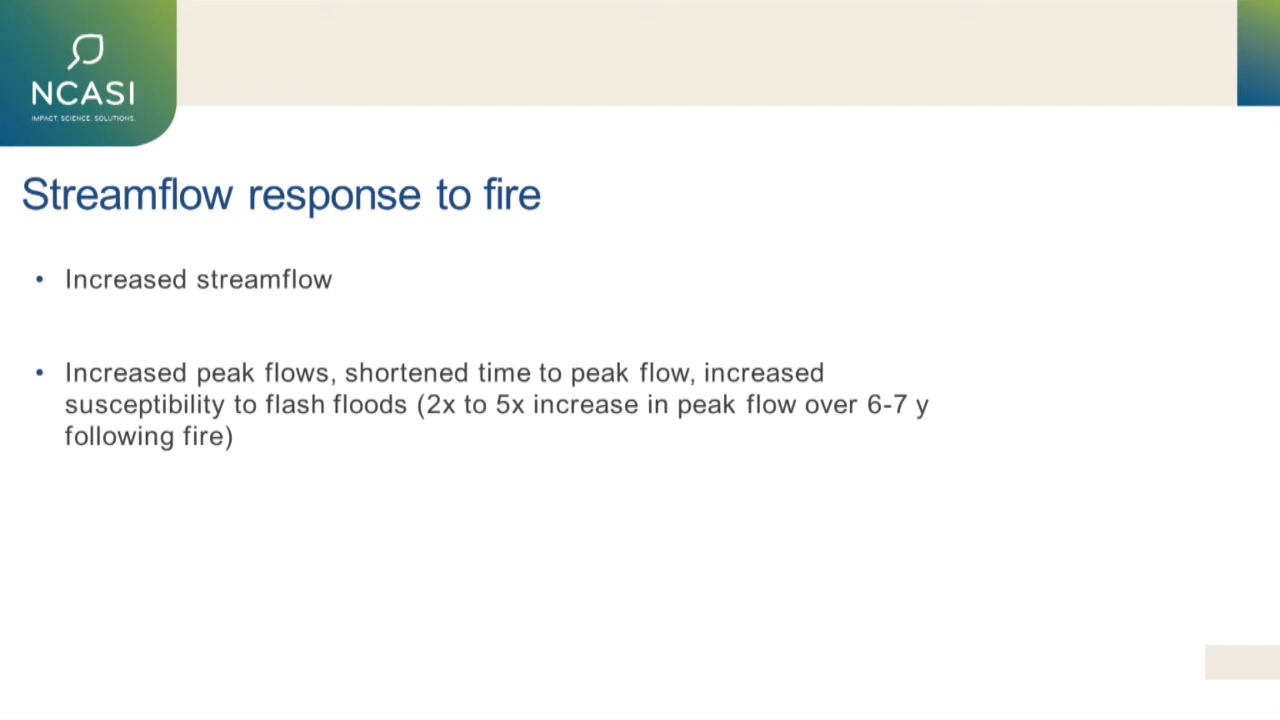 NCASI
IMPACT. SCIENCE. SOLUTIONS.
Streamflow response to fire
• Increased streamflow
• Increased peak flows, shortened time to peak flow, increased
susceptibility to flash floods (2x to 5x increase in peak flow over 6-7 y
following fire)